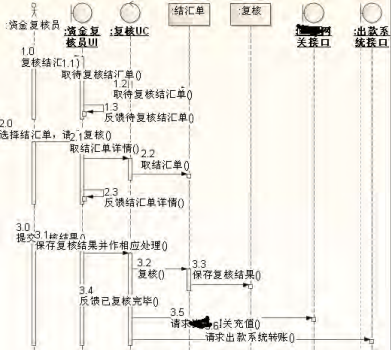 :资金复核员
:资金复
核员UI
:复核UC
:结汇单
:复核
网
关接口
:出款系
统接口
1.0
复核结汇
1.1)
取待复核结汇单()
1.2
取待复核结汇单()
1.3
反馈待复核结汇单()
2.0
选择结汇单，请
复核()
2.1
取结汇单详情()
2.2
取结汇单()
2.3
反馈结汇单详情()
3.0
提交
核结果()
3.1
保存复核结果并作相应处理()
3.2
复核()
3.3
保存复核结果()
3.4
反馈已复核完毕()
3.5
请求
关充值()
请求出款系统转账()